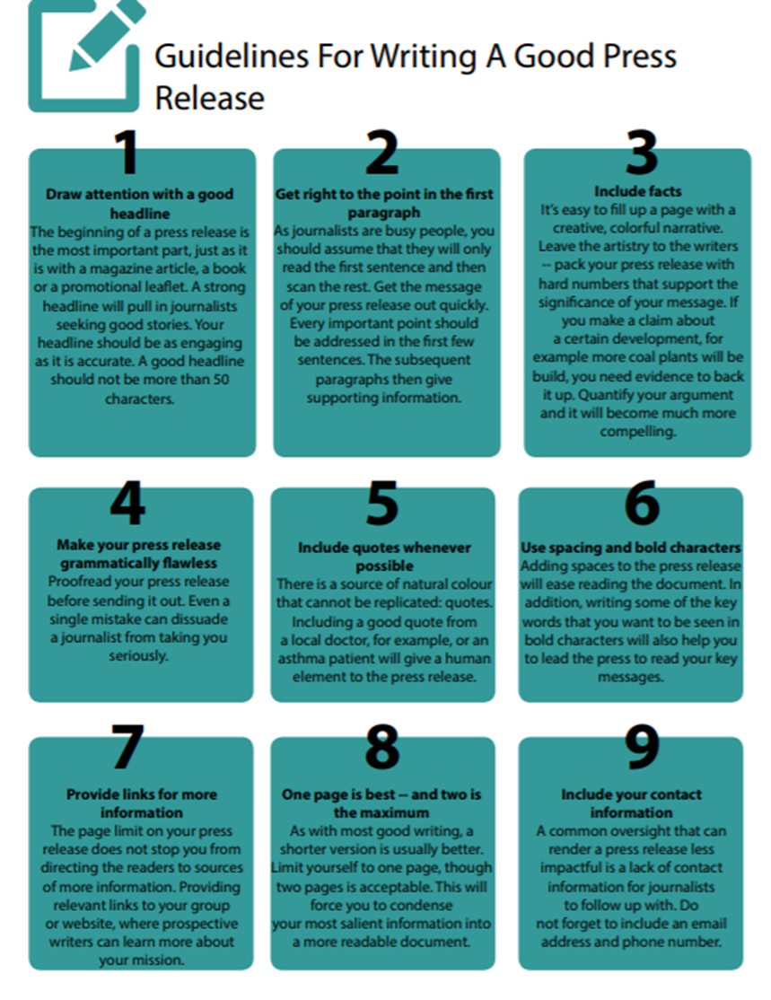 Guidelines For Writing A Good Press
Release
1
Draw attention with a good
headline
The beginning of a press release is
the most important part, just as it
is with a magazine article, a book
or a promotional leaflet. A strong
headline will pull in journalists
seeking good stories. Your
headline should be as engaging
as it is accurate. A good headline
should not be more than 50
characters.
2
Get right to the point in the first
paragraph
As journalists are busy people, you
should assume that they will only
read the first sentence and then
scan the rest. Get the message
of your press release out quickly.
Every important point should
be addressed in the first few
sentences. The subsequent
paragraphs then give
supporting information.
3
Include facts
It's easy to fill up a page with a
creative, colorful narrative.
Leave the artistry to the writers
-- pack your press release with
hard numbers that support the
significance of your message. If
you make a claim about
a certain development, for
example more coal plants will be
build, you need evidence to back
it up. Quantify your argument
and it will become much more
compelling.
4
Make your press release
grammatically flawless
Proofread your press release
before sending it out. Even a
single mistake can dissuade
a journalist from taking you
seriously.
5
Include quotes whenever
possible
There is a source of natural colour
that cannot be replicated: quotes.
Including a good quote from
a local doctor, for example, or an
asthma patient will give a human
element to the press release.
6
Use spacing and bold characters
Adding spaces to the press release
will ease reading the document. In
addition, writing some of the key
words that you want to be seen in
bold characters will also help you
to lead the press to read your key
messages.
7
Provide links for more
information
The page limit on your press
release does not stop you from
directing the readers to sources
of more information. Providing
relevant links to your group
or website, where prospective
writers can learn more about
your mission.
8
One page is best -- and two is
the maximum
As with most good writing, a
shorter version is usually better.
Limit yourself to one page, though
two pages is acceptable. This will
force you to condense
your most salient information into
a more readable document.
9
Include your contact
information
A common oversight that can
render a press release less
impactful is a lack of contact
information for journalists
to follow up with. Do
not forget to include an email
address and phone number.